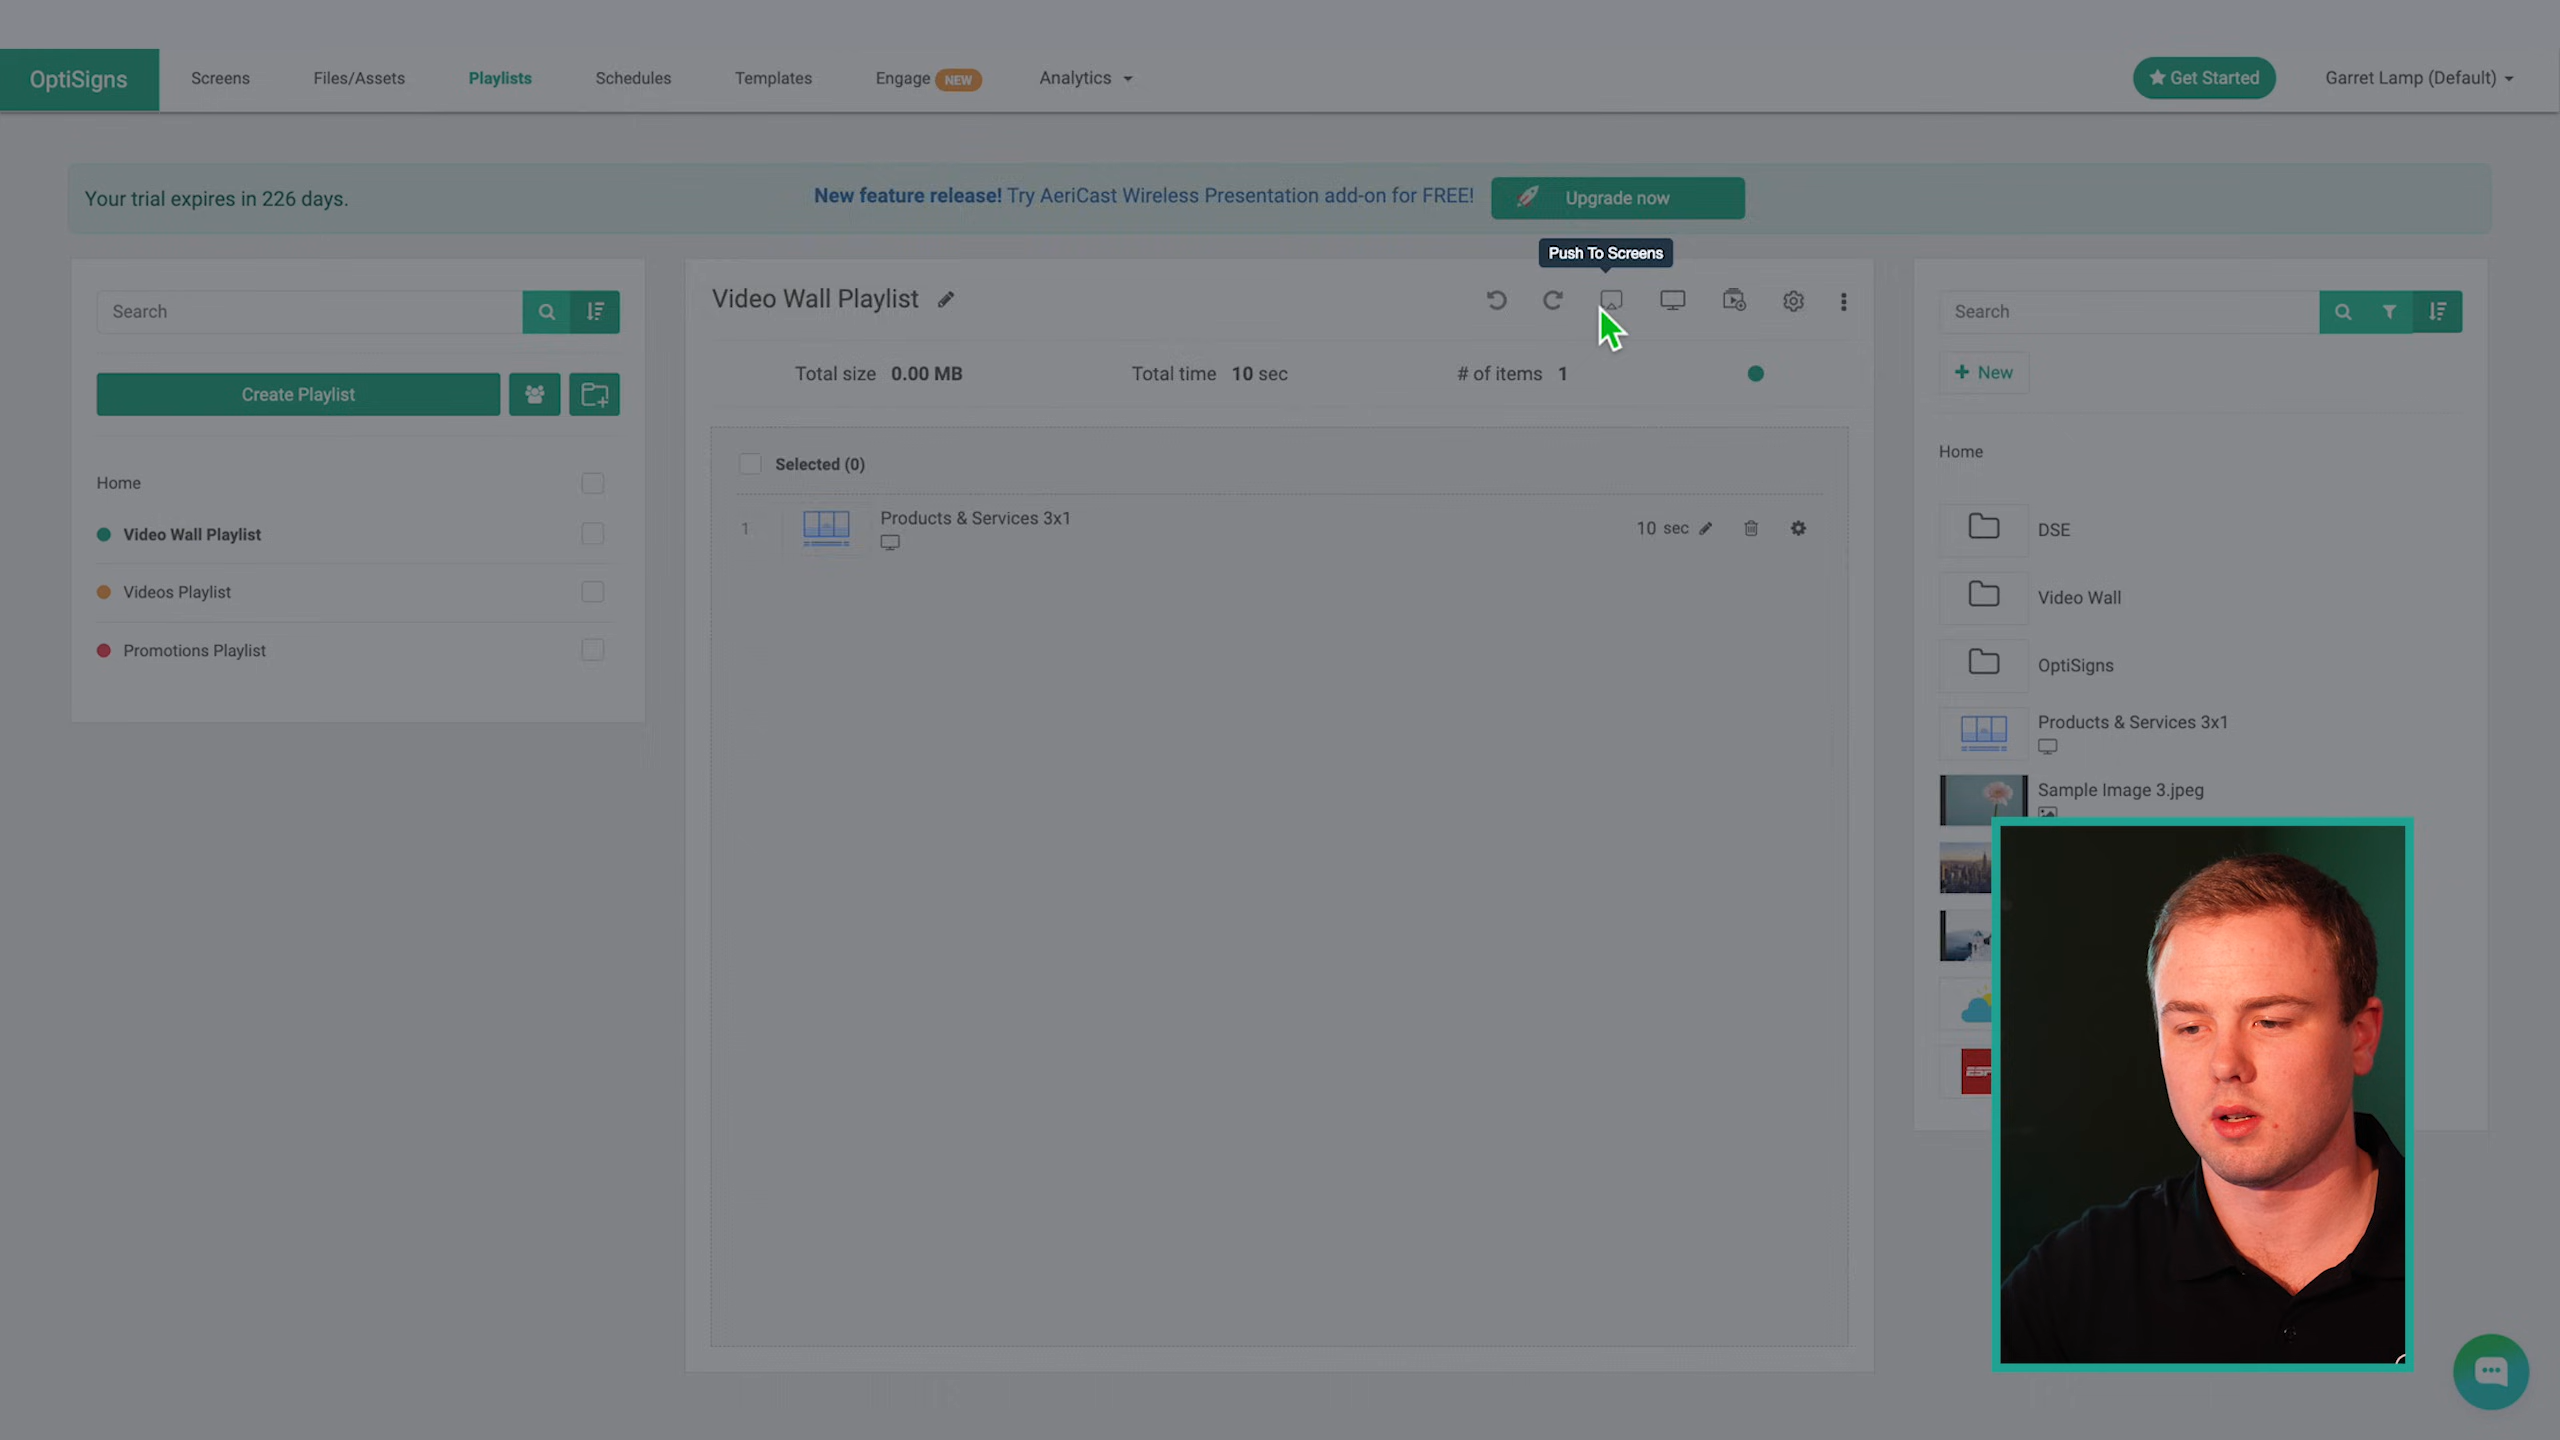 OptiSigns
Screens
Files/Assets
Playlists
Schedules
Templates
Engage NEW
Analytics
Get Started
Garret Lamp (Default)
Your trial expires in 226 days.
New feature release! Try AeriCast Wireless Presentation add-on for FREE!
Upgrade now
Push To Screens
Search
Create Playlist
Home
Video Wall Playlist
Videos Playlist
Promotions Playlist
Video Wall Playlist
Total size 0.00 MB
Total time 10 sec
# of items 1
Selected (0)
1
Products & Services 3x1
10 sec
Search
+ New
Home
DSE
Video Wall
OptiSigns
Products & Services 3x1
Sample Image 3.jpeg